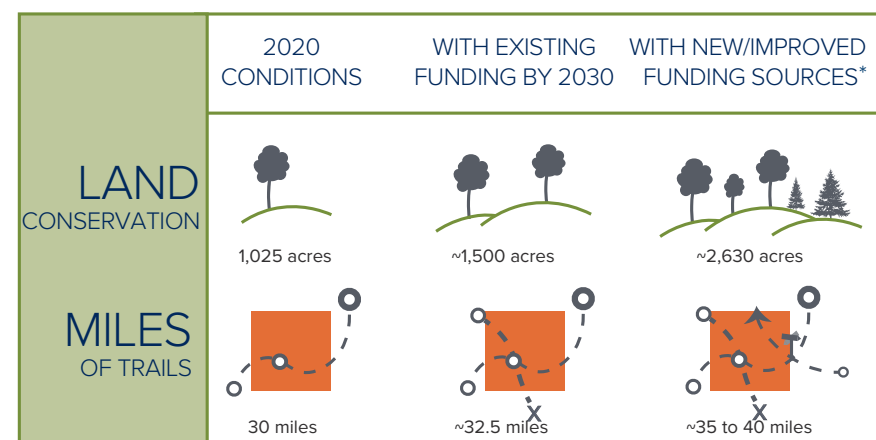 2020
CONDITIONS
WITH EXISTING
FUNDING BY 2030
WITH NEW/IMPROVED
FUNDING SOURCES*
LAND
CONSERVATION
1,025 acres
~1,500 acres
~2,630 acres
MILES
OF TRAILS
30 miles
~32.5 miles
~35 to 40 miles